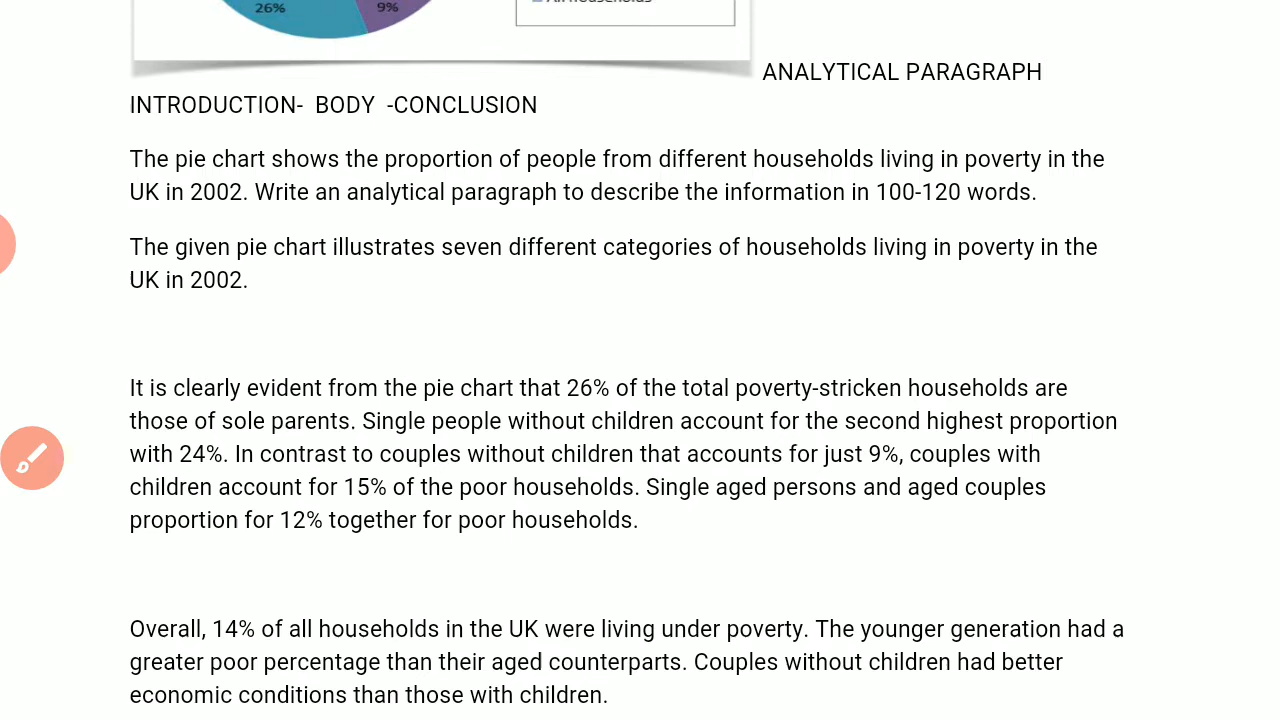 26%
9%
All households
ANALYTICAL PARAGRAPH
INTRODUCTION-  BODY  -CONCLUSION
The pie chart shows the proportion of people from different households living in poverty in the
UK in 2002. Write an analytical paragraph to describe the information in 100-120 words.
The given pie chart illustrates seven different categories of households living in poverty in the
UK in 2002.
It is clearly evident from the pie chart that 26% of the total poverty-stricken households are
those of sole parents. Single people without children account for the second highest proportion
with 24%. In contrast to couples without children that accounts for just 9%, couples with
children account for 15% of the poor households. Single aged persons and aged couples
proportion for 12% together for poor households.
Overall, 14% of all households in the UK were living under poverty. The younger generation had a
greater poor percentage than their aged counterparts. Couples without children had better
economic conditions than those with children.